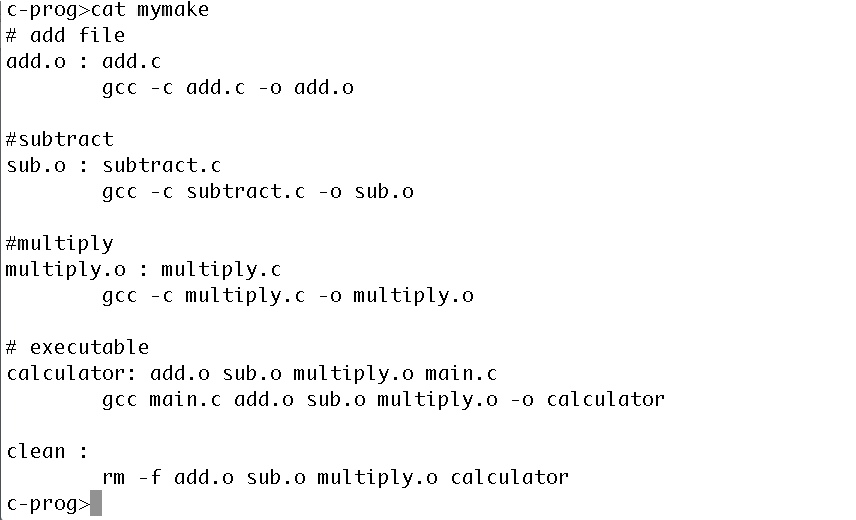 c-prog>cat mymake
# add file
add.o : add.c
gcc -c add.c -o add.o
#subtract
sub.o : subtract.c
gcc -c subtract.c -o sub.o
#multiply
multiply.o : multiply.c
gcc -c multiply.c -o multiply.o
# executable
calculator: add.o sub.o multiply.o main.c
gcc main.c add.o sub.o multiply.o -o calculator
clean :
rm -f add.o sub.o multiply.o calculator
c-prog>